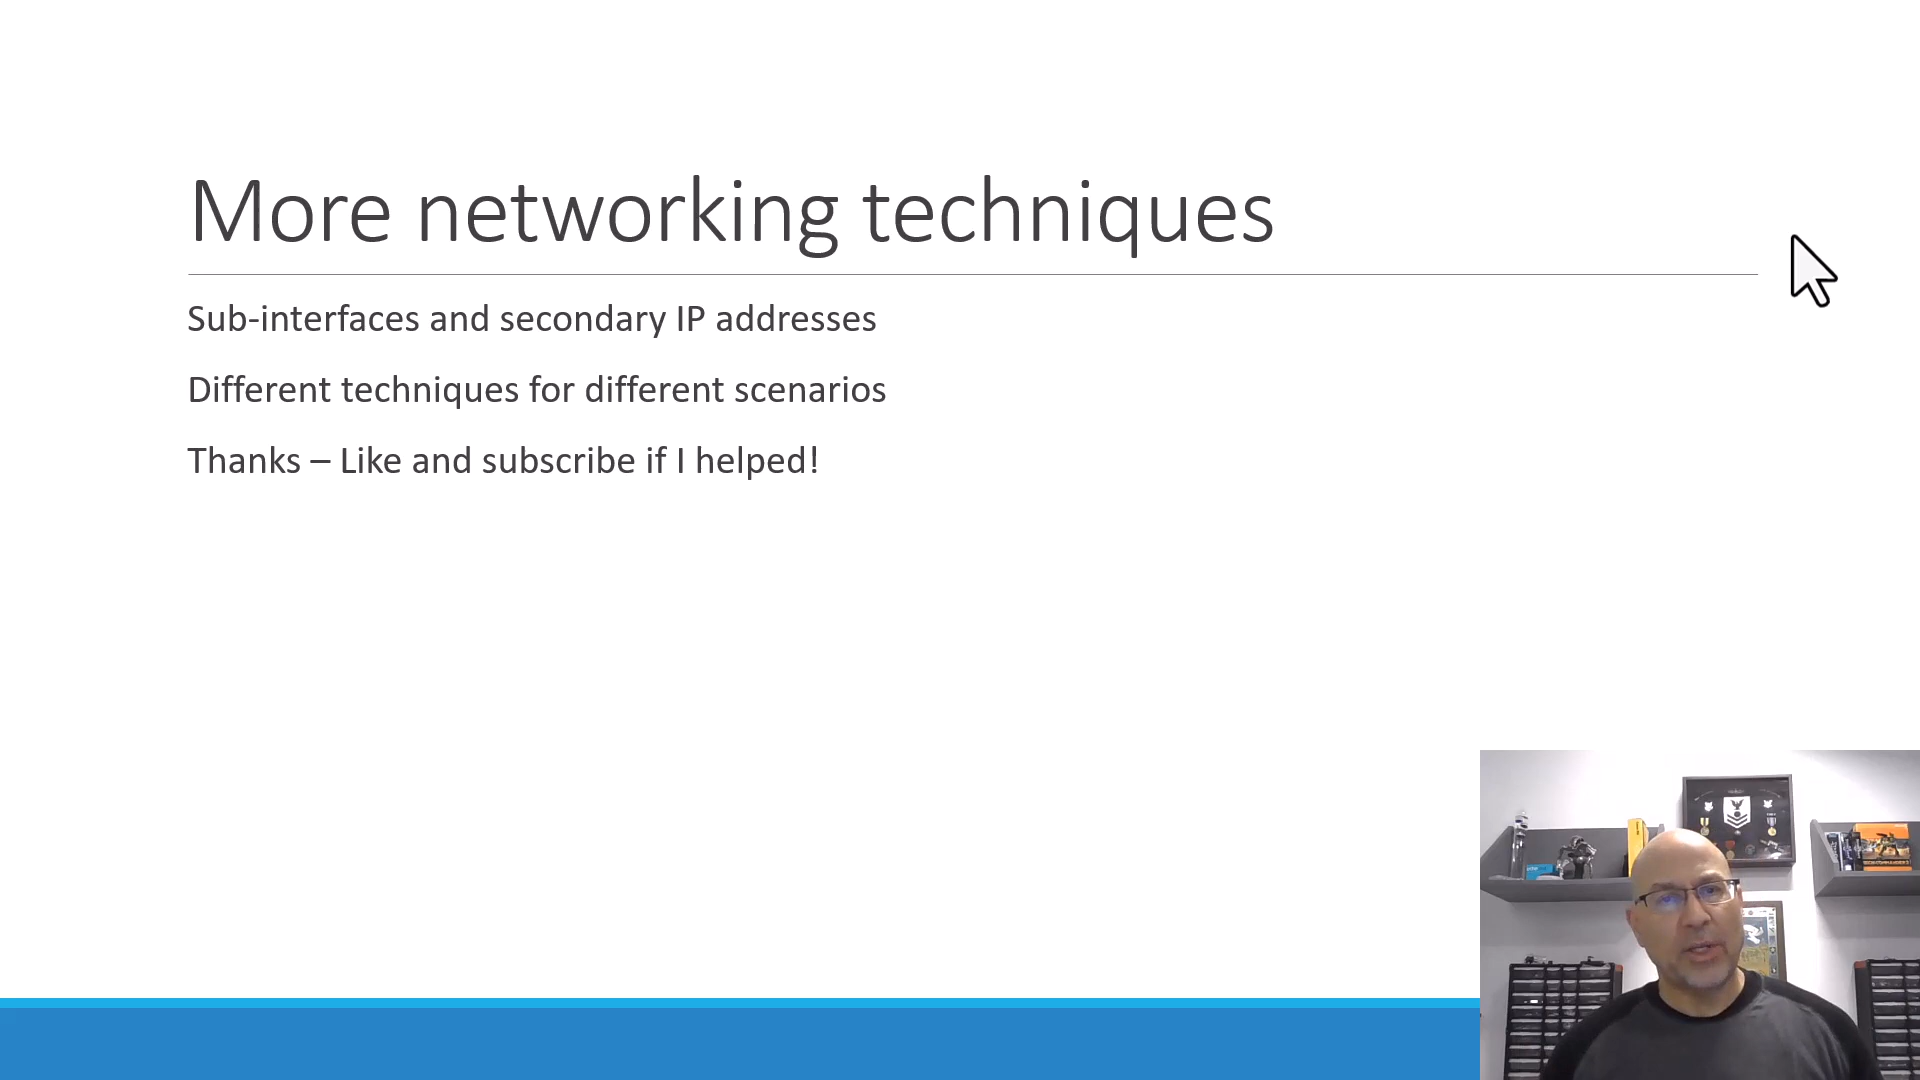 More networking techniques
Sub-interfaces and secondary IP addresses
Different techniques for different scenarios
Thanks – Like and subscribe if I helped!